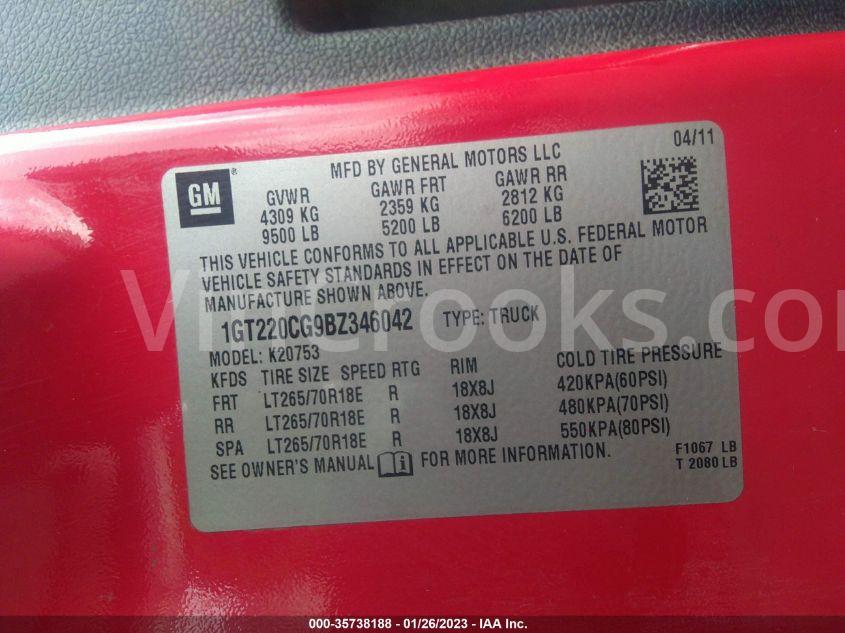 04/11
MFD BY GENERAL MOTORS LLC
GM ®
GVWR GAWR FRT GAWR RR
4309 KG 2359 KG 2812 KG
9500 LB 5200 LB 6200 LB
THIS VEHICLE CONFORMS TO ALL APPLICABLE U.S. FEDERAL MOTOR
VEHICLE SAFETY STANDARDS IN EFFECT ON THE DATE OF
MANUFACTURE SHOWN ABOVE.
1GT220CG9BZ346042 TYPE: TRUCK
MODEL: K20753
KFDS TIRE SIZE SPEED RTG RIM COLD TIRE PRESSURE
FRT LT265/70R18E R 18X8J 420KPA(60PSI)
RR LT265/70R18E R 18X8J 480KPA(70PSI)
SPA LT265/70R18E R 18X8J 550KPA(80PSI)
SEE OWNER'S MANUAL FOR MORE INFORMATION.
F1067 LB
T 2080 LB
000-35738188 - 01/26/2023 - IAA Inc.